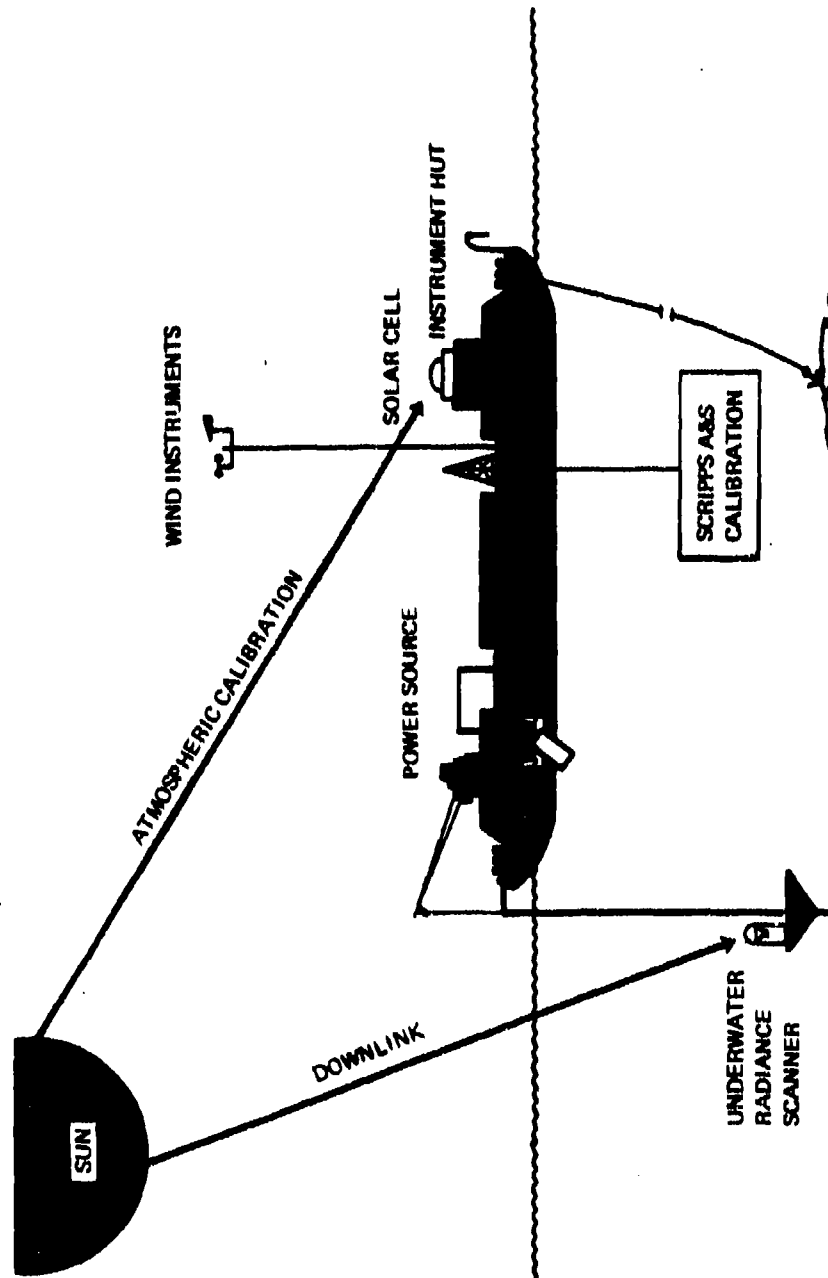 SUN
ATMOSPHERIC CALIBRATION
WIND INSTRUMENTS
DOWNLINK
POWER SOURCE
SOLAR CELL
INSTRUMENT HUT
UNDERWATER
RADIANCE
SCANNER
SCRIPPS A&S
CALIBRATION